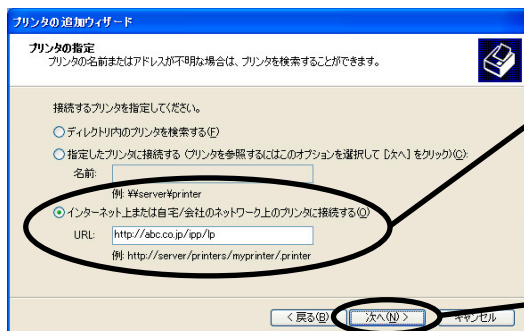 プリンタの追加ウィザード
プリンタの指定
プリンタの名前またはアドレスが不明な場合は、プリンタを検索することができます。
接続するプリンタを指定してください。
ディレクトリ内のプリンタを検索する(F)
指定したプリンタに接続する (プリンタを参照するにはこのオプションを選択して [次へ] をクリック)(C):
名前:
例: ¥¥server¥printer
インターネット上または自宅/会社のネットワーク上のプリンタに接続する(O)
URL: http://abc.co.jp/ipp/lp
例: http://server/printers/myprinter/.printer
< 戻る(B) 次へ(N) > キャンセル